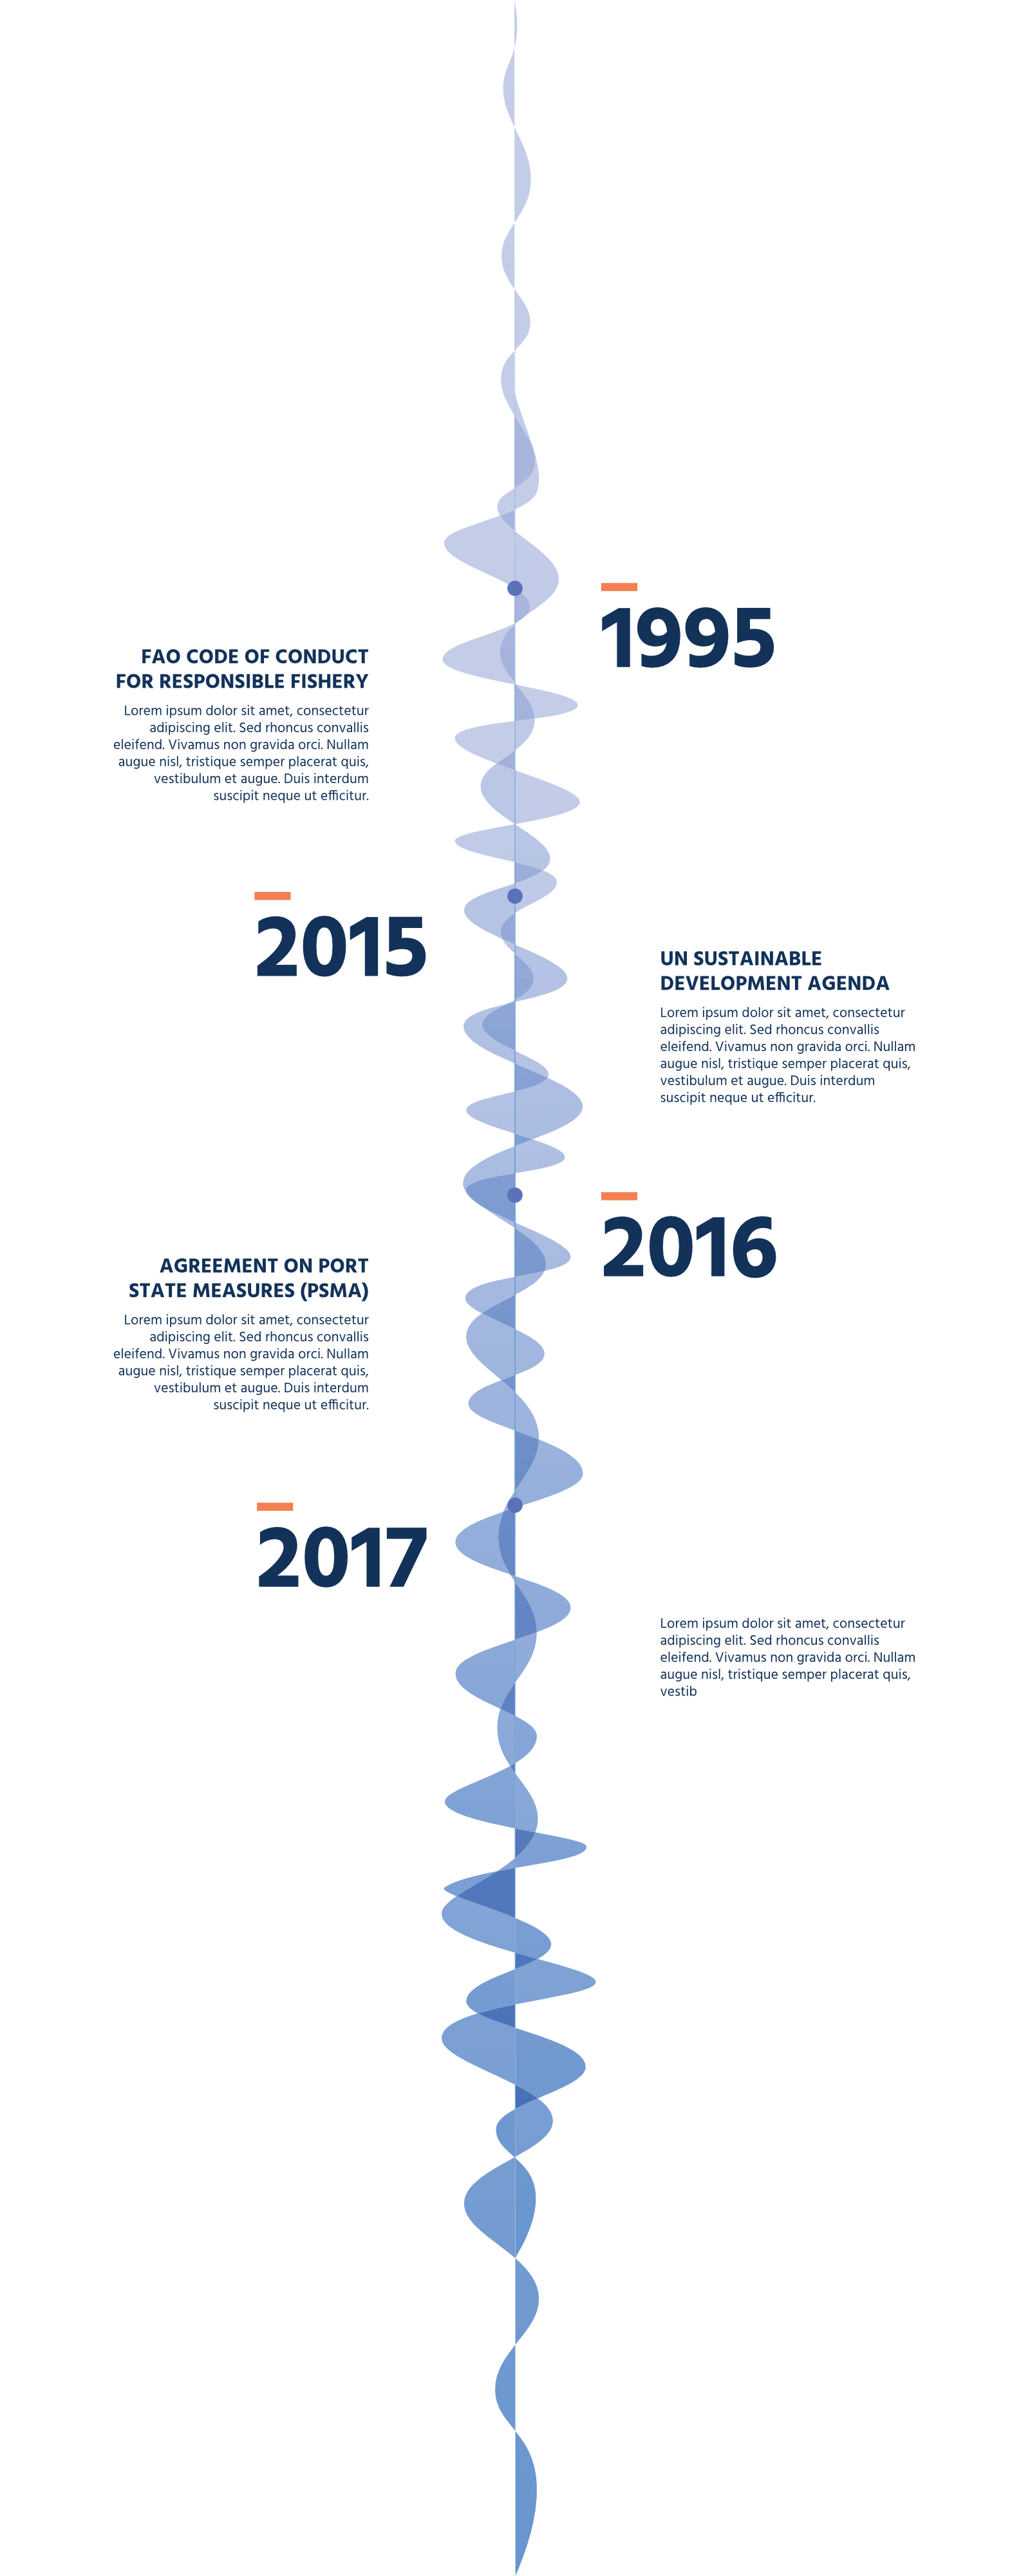 1995
FAO CODE OF CONDUCT
FOR RESPONSIBLE FISHERY
Lorem ipsum dolor sit amet, consectetur
adipiscing elit. Sed rhoncus convallis
eleifend. Vivamus non gravida orci. Nullam
augue nisl, tristique semper placerat quis,
vestibulum et augue. Duis interdum
suscipit neque ut efficitur.
2015
UN SUSTAINABLE
DEVELOPMENT AGENDA
Lorem ipsum dolor sit amet, consectetur
adipiscing elit. Sed rhoncus convallis
eleifend. Vivamus non gravida orci. Nullam
augue nisl, tristique semper placerat quis,
vestibulum et augue. Duis interdum
suscipit neque ut efficitur.
2016
AGREEMENT ON PORT
STATE MEASURES (PSMA)
Lorem ipsum dolor sit amet, consectetur
adipiscing elit. Sed rhoncus convallis
eleifend. Vivamus non gravida orci. Nullam
augue nisl, tristique semper placerat quis,
vestibulum et augue. Duis interdum
suscipit neque ut efficitur.
2017
Lorem ipsum dolor sit amet, consectetur
adipiscing elit. Sed rhoncus convallis
eleifend. Vivamus non gravida orci. Nullam
augue nisl, tristique semper placerat quis,
vestib